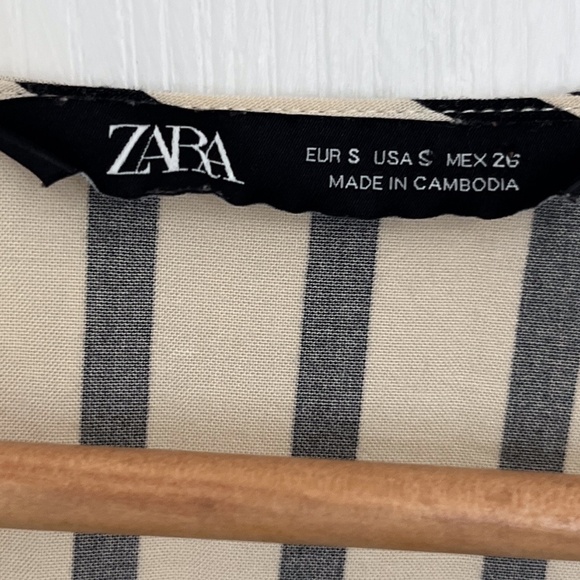 ZARA
EUR S USA S MEX 26
MADE IN CAMBODIA